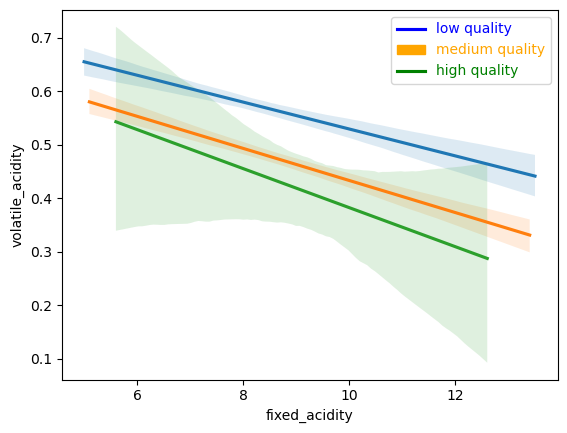 low quality
medium quality
high quality
0.7
0.6
0.5
0.4
0.3
0.2
0.1
volatile_acidity
6
8
10
12
fixed_acidity